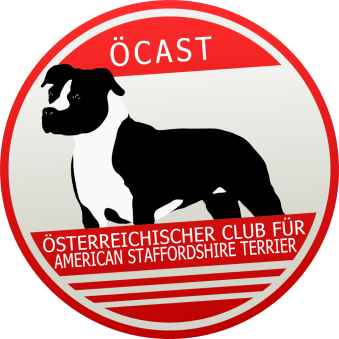 ÖCAST
ÖSTERREICHISCHER CLUB FÜR
AMERICAN STAFFORDSHIRE TERRIER